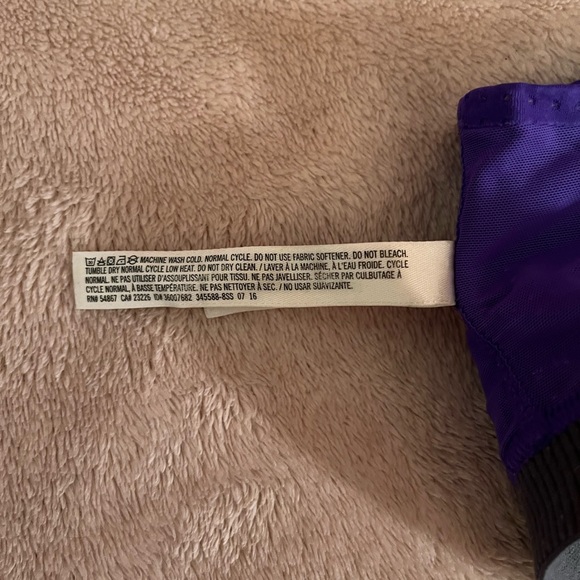 MACHINE WASH COLD. NORMAL CYCLE. DO NOT USE FABRIC SOFTENER. DO NOT BLEACH.
TUMBLE DRY NORMAL CYCLE LOW HEAT. DO NOT DRY CLEAN. / LAVER À LA MACHINE, À L'EAU FROIDE. CYCLE
NORMAL. NE PAS UTILISER D'ASSOUPLISSANT POUR TISSU. NE PAS JAVELLISER. SÉCHER PAR CULBUTAGE À
CYCLE NORMAL, À BASSE TEMPÉRATURE. NE PAS NETTOYER À SEC. / NO USAR SUAVIZANTE.
RN# 54867 CA# 23226 ID# 36007682 345588-BSS 07 16